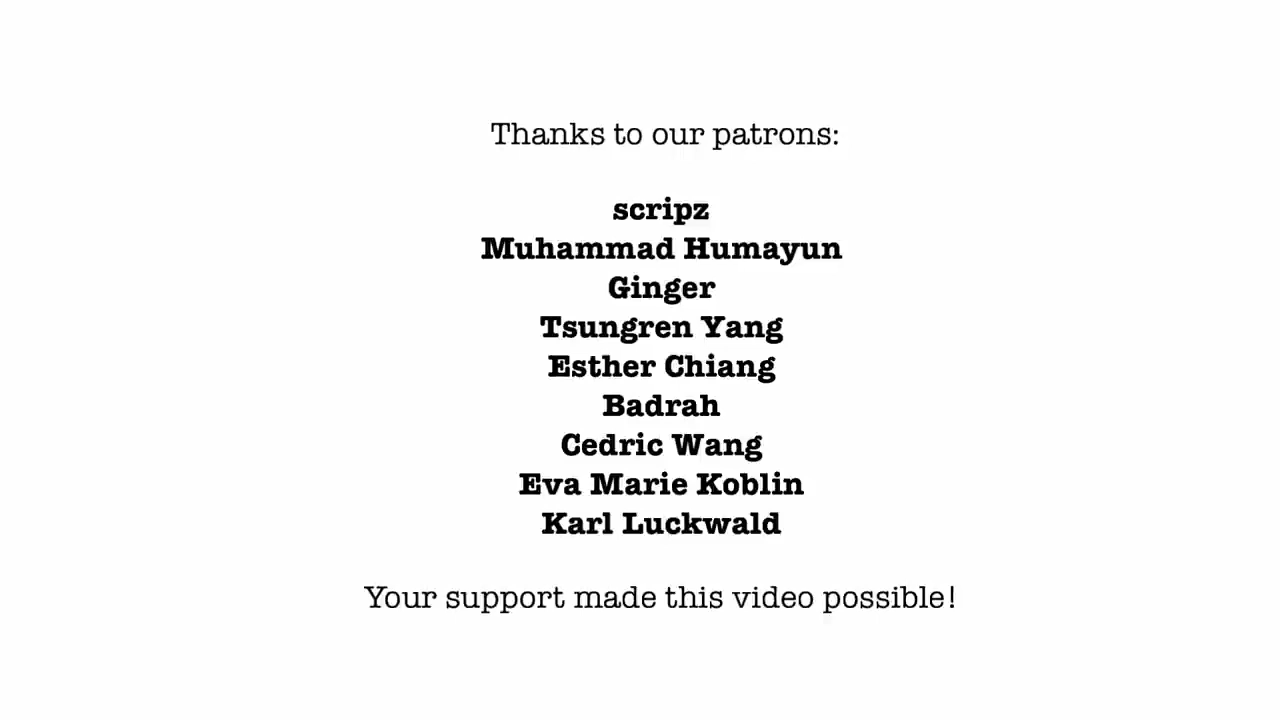 Thanks to our patrons:
scripz
Muhammad Humayun
Ginger
Tsungren Yang
Esther Chiang
Badrah
Cedric Wang
Eva Marie Koblin
Karl Luckwald
Your support made this video possible!